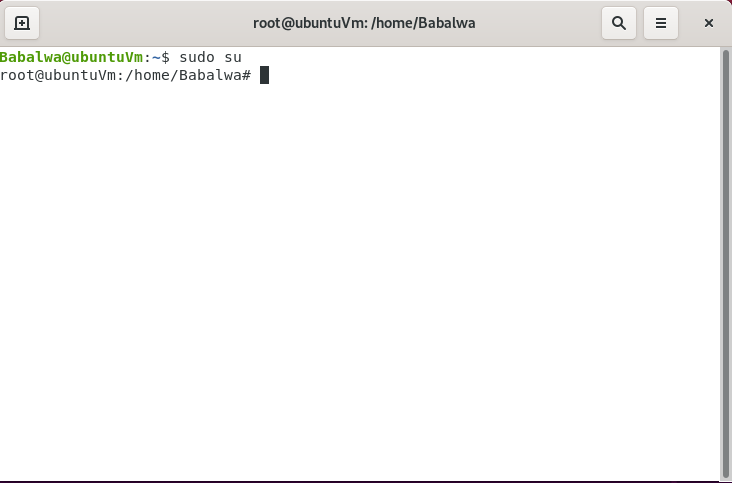 root@ubuntuVm: /home/Babalwa
Babalwa@ubuntuVm:~$ sudo su
root@ubuntuVm:/home/Babalwa#